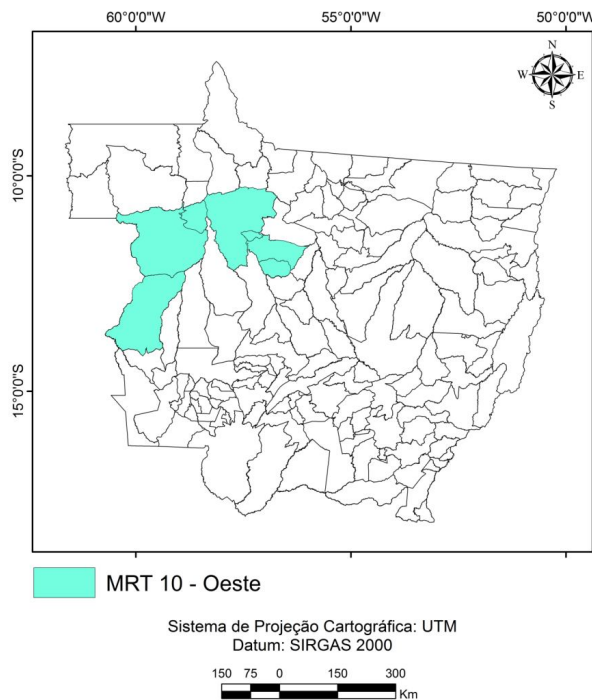 60°0'0"W 55°0'0"W 50°0'0"W
N
W E
S
10°0'0"S
15°0'0"S
MRT 10 - Oeste
Sistema de Projeção Cartográfica: UTM
Datum: SIRGAS 2000
150 75 0 150 300
Km